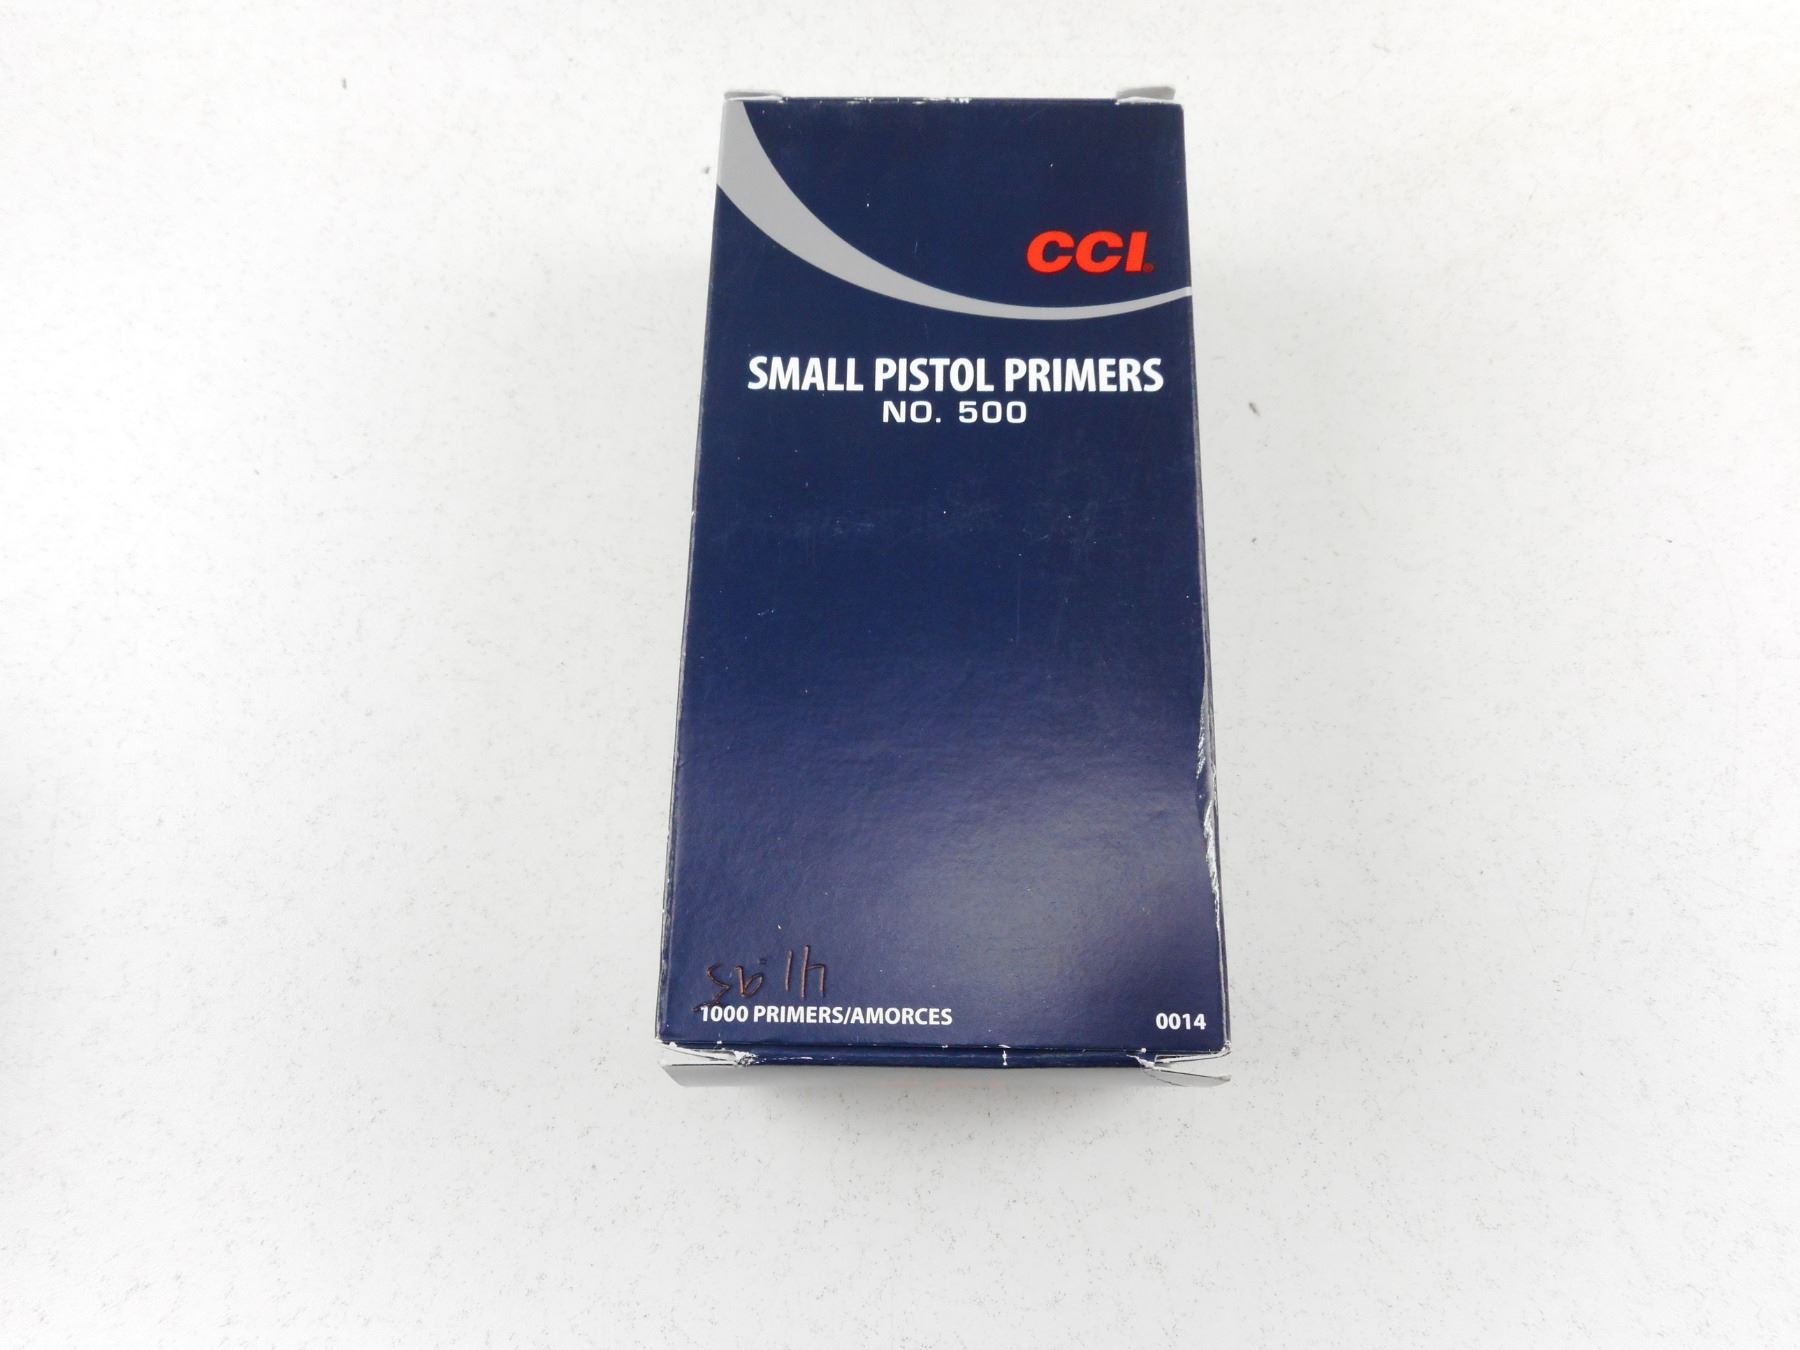 CCI®
SMALL PISTOL PRIMERS
NO. 500
1000 PRIMERS/AMORCES
0014